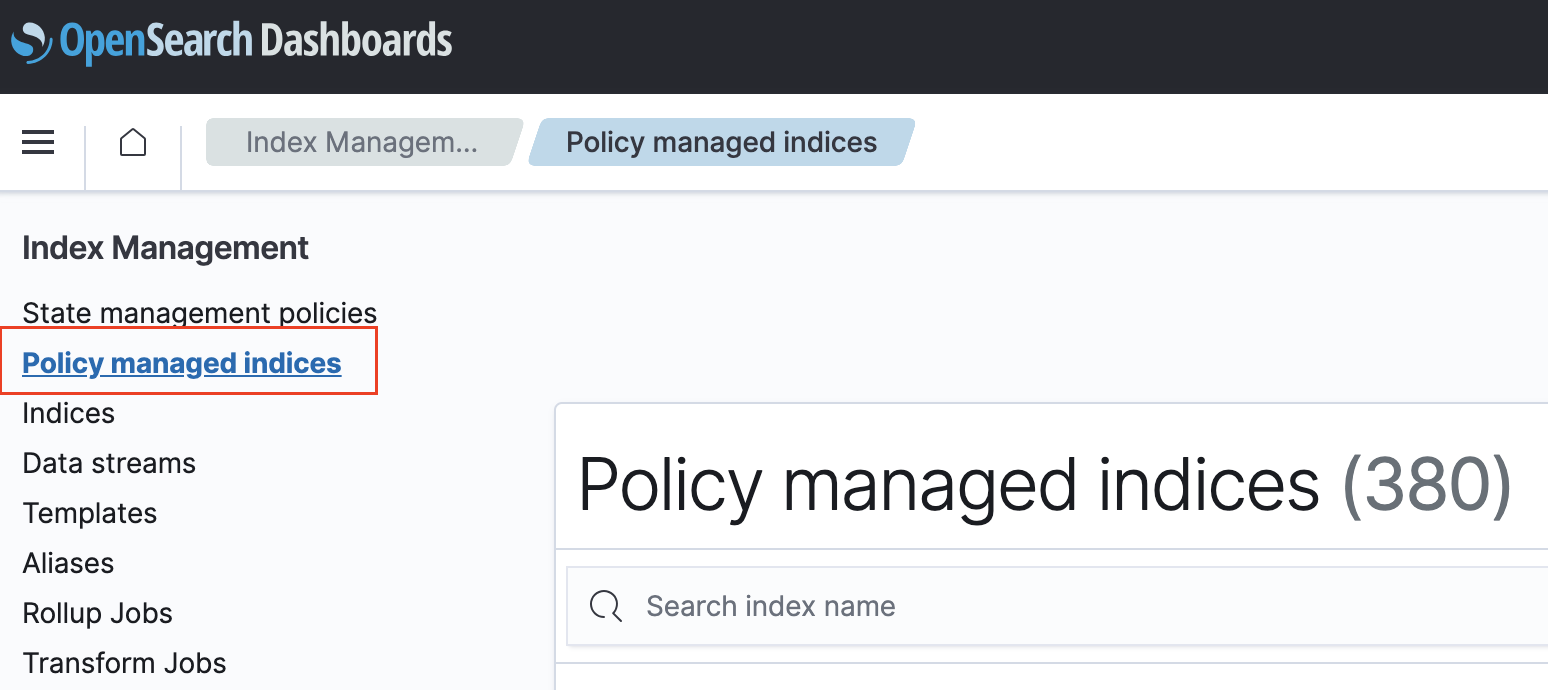 OpenSearch Dashboards
Index Managem... Policy managed indices
Index Management
State management policies
Policy managed indices
Indices
Data streams
Templates
Aliases
Rollup Jobs
Transform Jobs
Policy managed indices (380)
Search index name